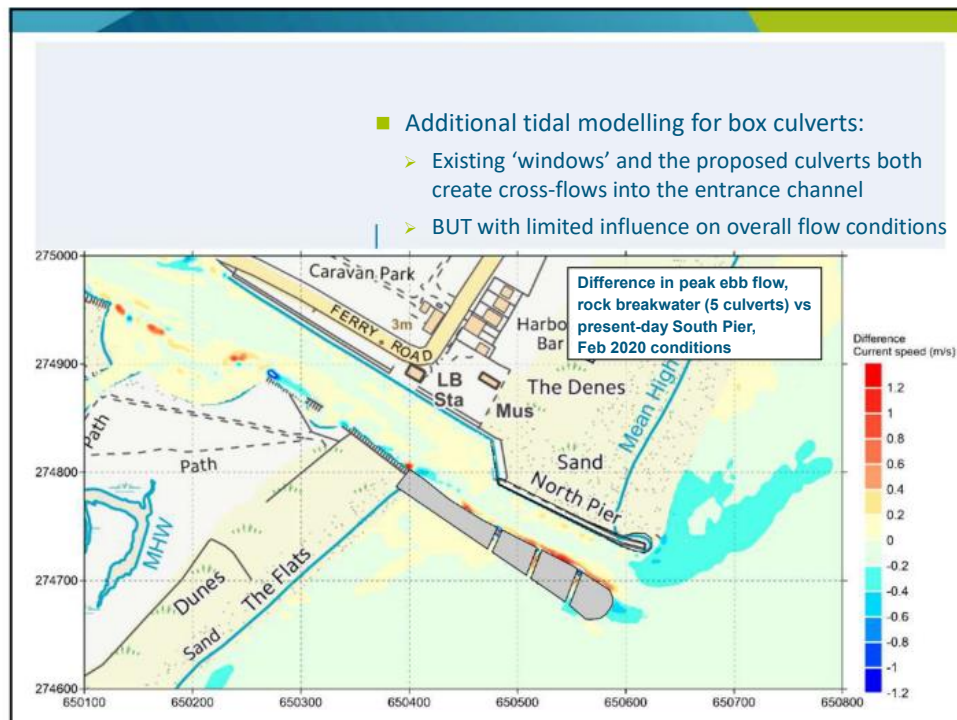 ■ Additional tidal modelling for box culverts:
➢ Existing ‘windows’ and the proposed culverts both
create cross-flows into the entrance channel
➢ BUT with limited influence on overall flow conditions
275000
274900
274800
274700
274600
650100
650200
650300
650400
650500
650600
650700
650800
Caravan Park
FERRY ROAD
3m
LB
Sta
Mus
Harbo
Bar
The Denes
Mean High
Sand
North Pier
Path
Path
MHW
Dunes
The Flats
Sand
Difference in peak ebb flow,
rock breakwater (5 culverts) vs
present-day South Pier,
Feb 2020 conditions
Difference
Current speed (m/s)
1.2
1
0.8
0.6
0.4
0.2
0
-0.2
-0.4
-0.6
-0.8
-1
-1.2